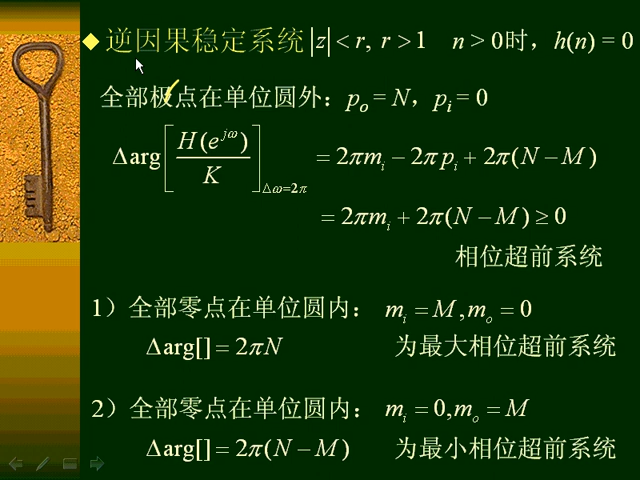 逆因果稳定系统 |z| < r, r > 1 n > 0时，h(n) = 0
全部极点在单位圆外：p_o = N，p_i = 0
Δarg[H(e^{jω})/K]_{Δω=2π} = 2πm_i − 2πp_i + 2π(N − M)
= 2πm_i + 2π(N − M) ≥ 0
相位超前系统
1）全部零点在单位圆内： m_i = M, m_o = 0
Δarg[] = 2πN 为最大相位超前系统
2）全部零点在单位圆内： m_i = 0, m_o = M
Δarg[] = 2π(N − M) 为最小相位超前系统